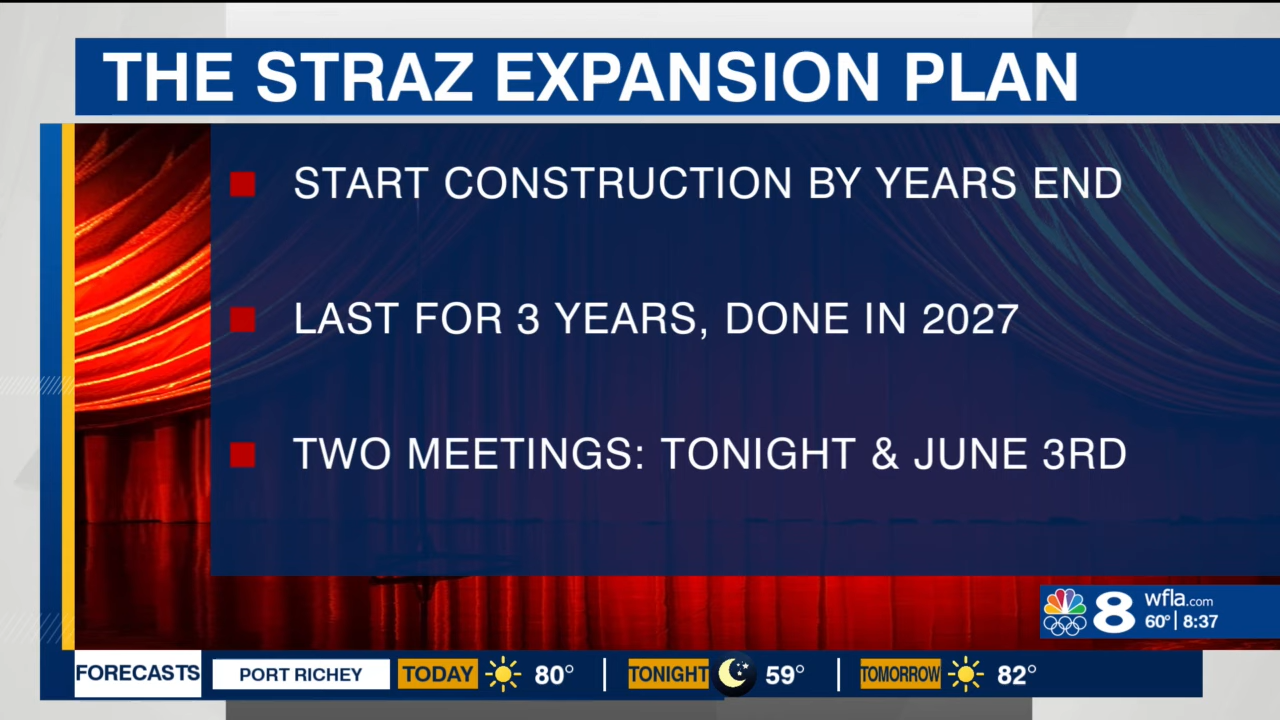 THE STRAZ EXPANSION PLAN
START CONSTRUCTION BY YEARS END
LAST FOR 3 YEARS, DONE IN 2027
TWO MEETINGS: TONIGHT & JUNE 3RD
8 wfla.com
60° 8:37
FORECASTS PORT RICHEY TODAY 80° TONIGHT 59° TOMORROW 82°